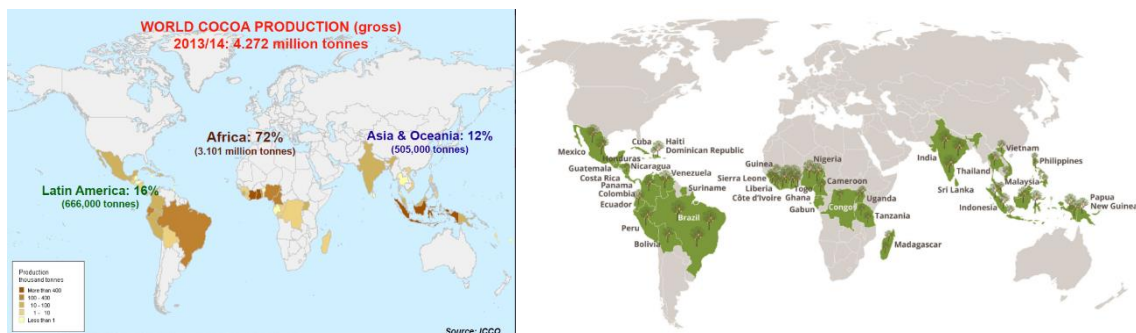 WORLD COCOA PRODUCTION (gross)
2013/14: 4.272 million tonnes
Africa: 72%
(3.101 million tonnes)
Asia & Oceania: 12%
(505,000 tonnes)
Latin America: 16%
(666,000 tonnes)
Production
thousand tonnes
More than 400
100 - 400
10 - 100
1 - 10
Less than 1
Source: ICCO
Mexico
Cuba
Haiti
Dominican Republic
Honduras
Guatemala
Nicaragua
Costa Rica
Panama
Venezuela
Colombia
Suriname
Ecuador
Peru
Brazil
Bolivia
Guinea
Sierra Leone
Liberia
Côte d'Ivoire
Togo
Ghana
Nigeria
Cameroon
Gabun
Congo
Uganda
Tanzania
Madagascar
India
Sri Lanka
Thailand
Vietnam
Malaysia
Philippines
Indonesia
Papua
New Guinea